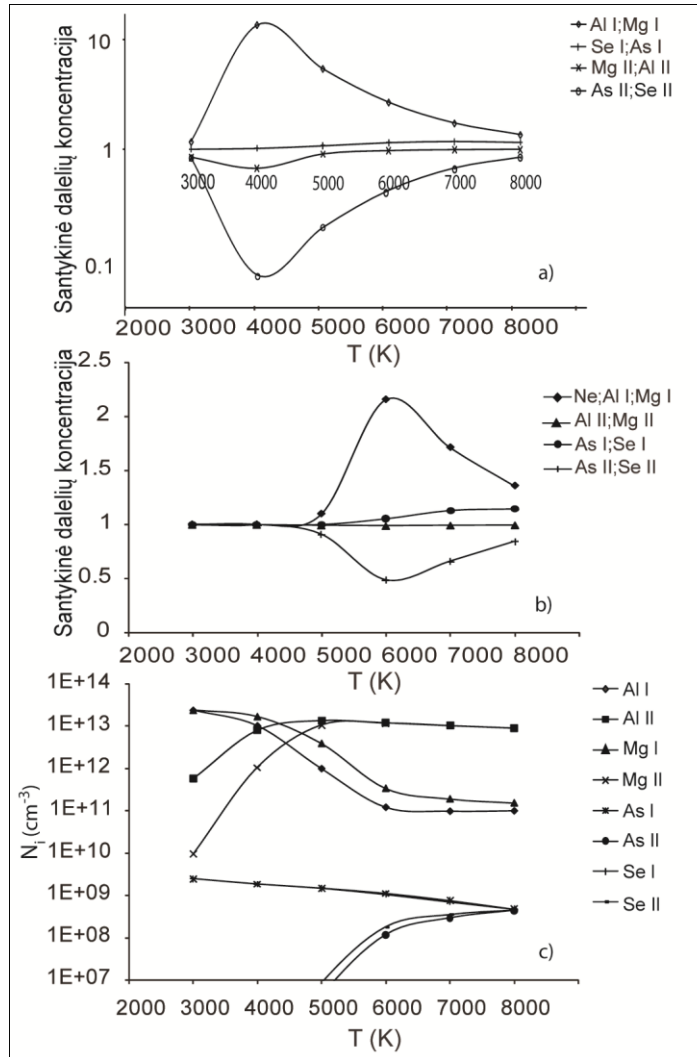 Santykinė dalelių koncentracija
10
1
0.1
3000 4000 5000 6000 7000 8000
Al I;Mg I
Se I;As I
Mg II;Al II
As II;Se II
a)
2000 3000 4000 5000 6000 7000 8000
T (K)
Santykinė dalelių koncentracija
2.5
2
1.5
1
0.5
0
Ne;Al I;Mg I
Al II;Mg II
As I;Se I
As II;Se II
b)
2000 3000 4000 5000 6000 7000 8000
T (K)
Ni (cm-3)
1E+14
1E+13
1E+12
1E+11
1E+10
1E+09
1E+08
1E+07
Al I
Al II
Mg I
Mg II
As I
As II
Se I
Se II
c)
2000 3000 4000 5000 6000 7000 8000
T (K)